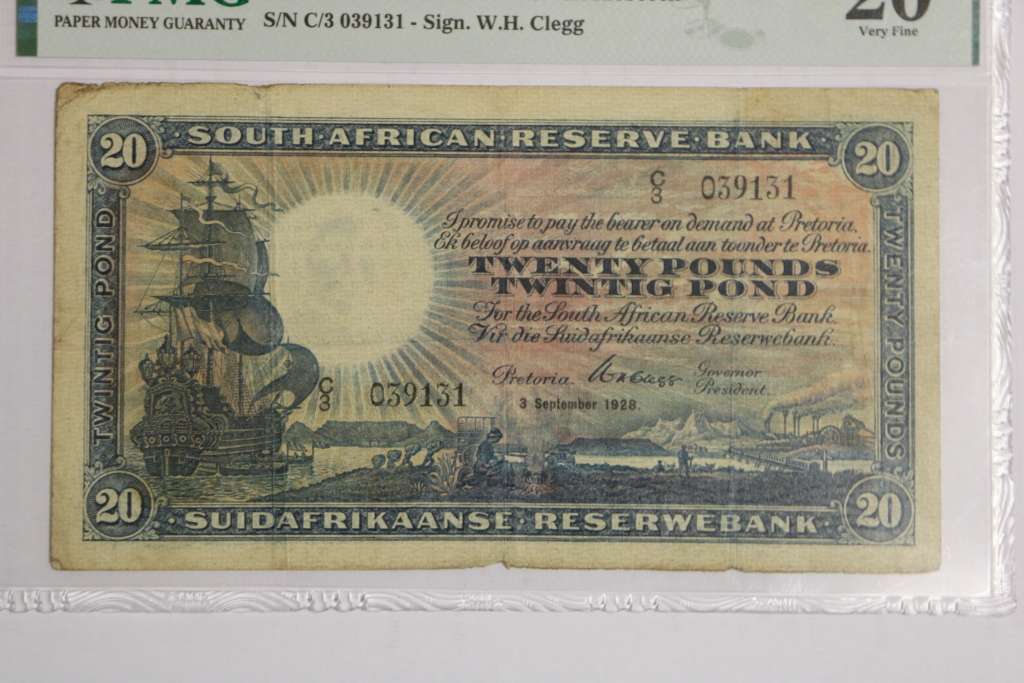 PMG 20
PAPER MONEY GUARANTY S/N C/3 039131 - Sign. W.H. Clegg Very Fine
20 · SOUTH · AFRICAN · RESERVE · BANK 20
C/3 039131
I promise to pay the bearer on demand at Pretoria.
Ek beloof op aanvraag te betaal aan toonder te Pretoria.
TWENTY POUNDS
TWINTIG POND
For the South African Reserve Bank
Vir die Suidafrikaanse Reserwebank.
Pretoria. W H Clegg Governor
President.
C/3 039131 3 September 1928.
TWINTIG POND
TWENTY POUNDS
20 · SUIDAFRIKAANSE · RESERWEBANK · 20